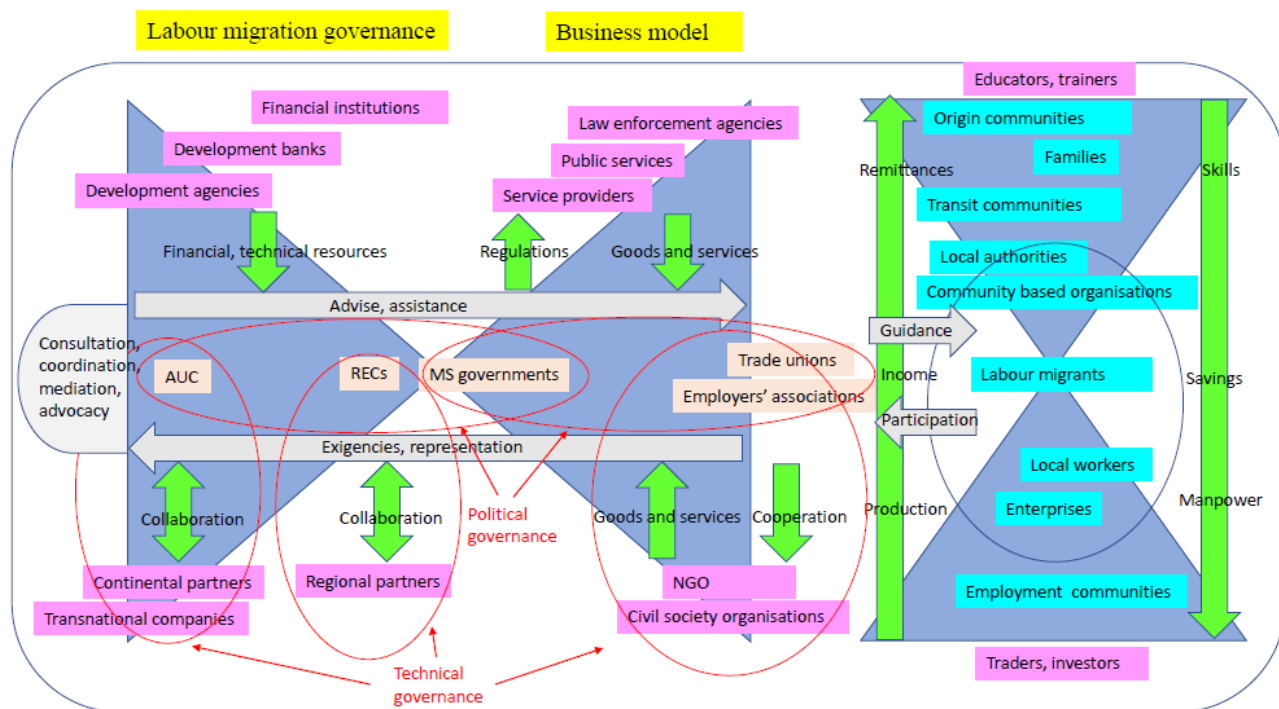 Labour migration governance
Business model
Educators, trainers
Financial institutions
Origin communities
Law enforcement agencies
Development banks
Public services
Families
Remittances
Skills
Development agencies
Service providers
Transit communities
Financial, technical resources
Regulations
Goods and services
Local authorities
Community based organisations
Advise, assistance
Guidance
Consultation,
coordination,
mediation,
advocacy
AUC
RECs
MS governments
Trade unions
Employers’ associations
Income
Labour migrants
Savings
Participation
Exigencies, representation
Local workers
Collaboration
Collaboration
Political
governance
Goods and services
Cooperation
Production
Enterprises
Manpower
Continental partners
Regional partners
NGO
Employment communities
Transnational companies
Civil society organisations
Technical
governance
Traders, investors